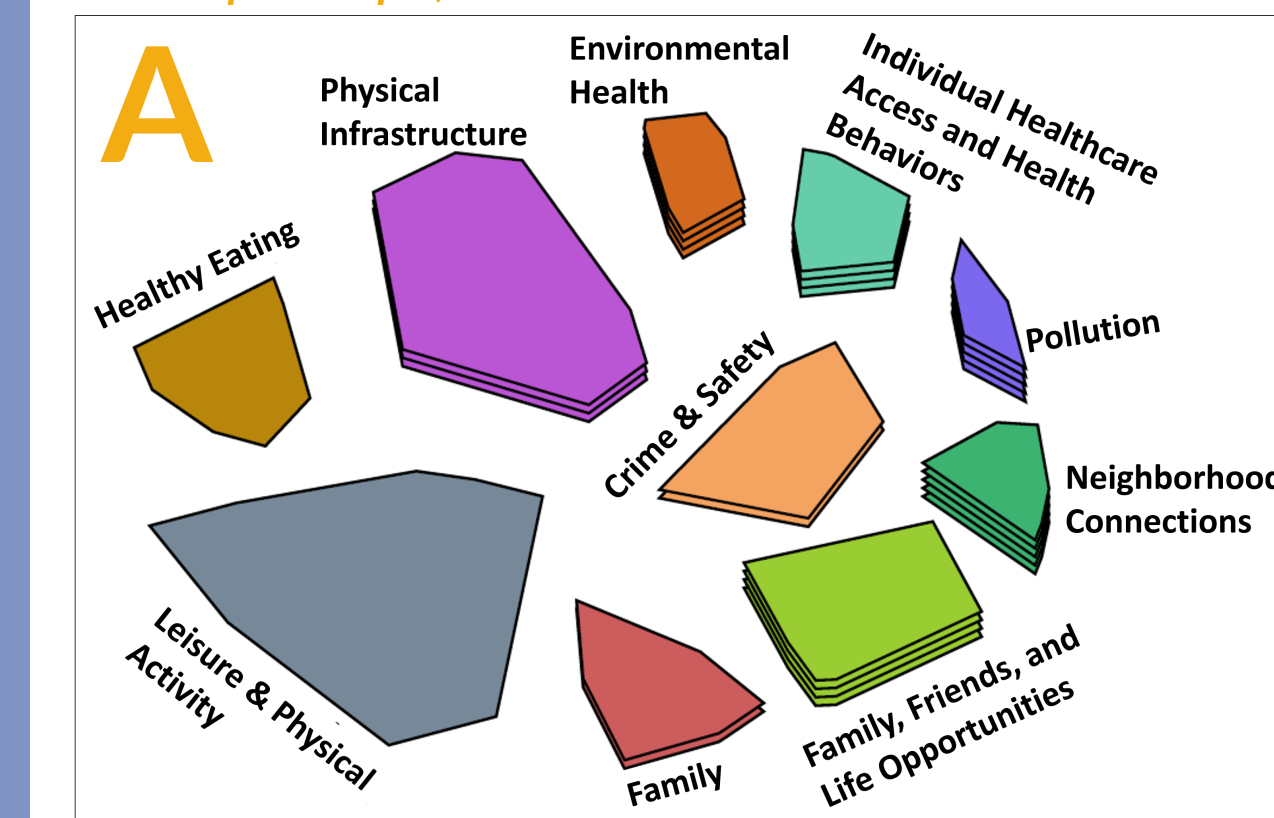 A
Physical
Infrastructure
Environmental
Health
Individual Healthcare
Access and Health
Behaviors
Healthy Eating
Pollution
Crime & Safety
Neighborhood
Connections
Leisure & Physical
Activity
Family
Family, Friends, and
Life Opportunities